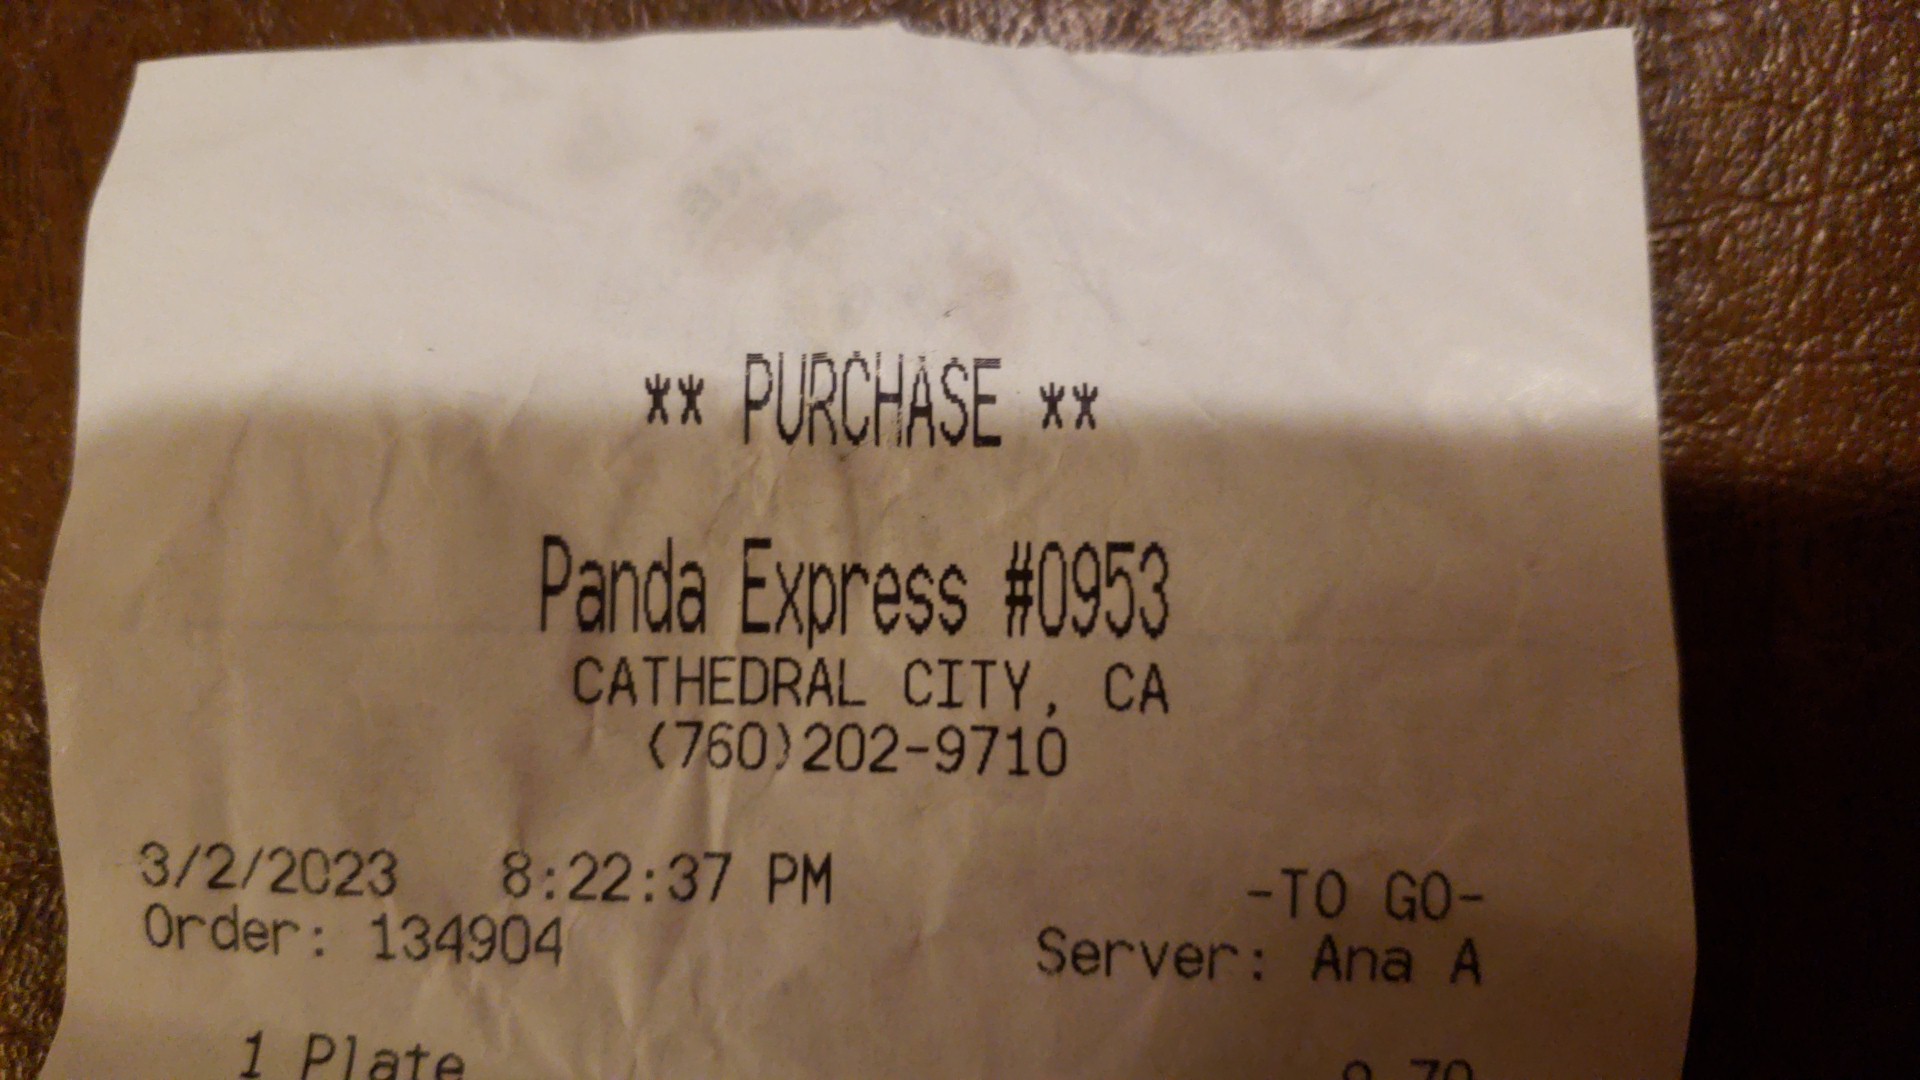 ** PURCHASE **
Panda Express #0953
CATHEDRAL CITY, CA
(760)202-9710
3/2/2023 8:22:37 PM -TO GO-
Order: 134904 Server: Ana A
1 Plate